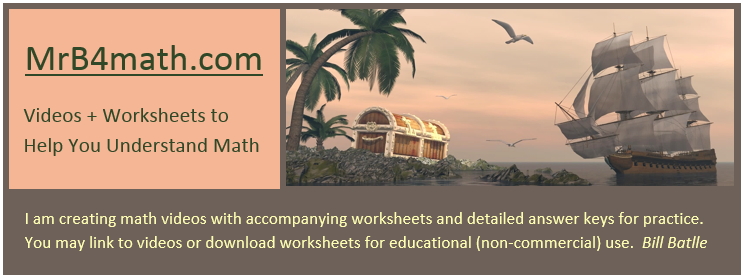 MrB4math.com
Videos + Worksheets to
Help You Understand Math
I am creating math videos with accompanying worksheets and detailed answer keys for practice.
You may link to videos or download worksheets for educational (non-commercial) use.  Bill Batlle